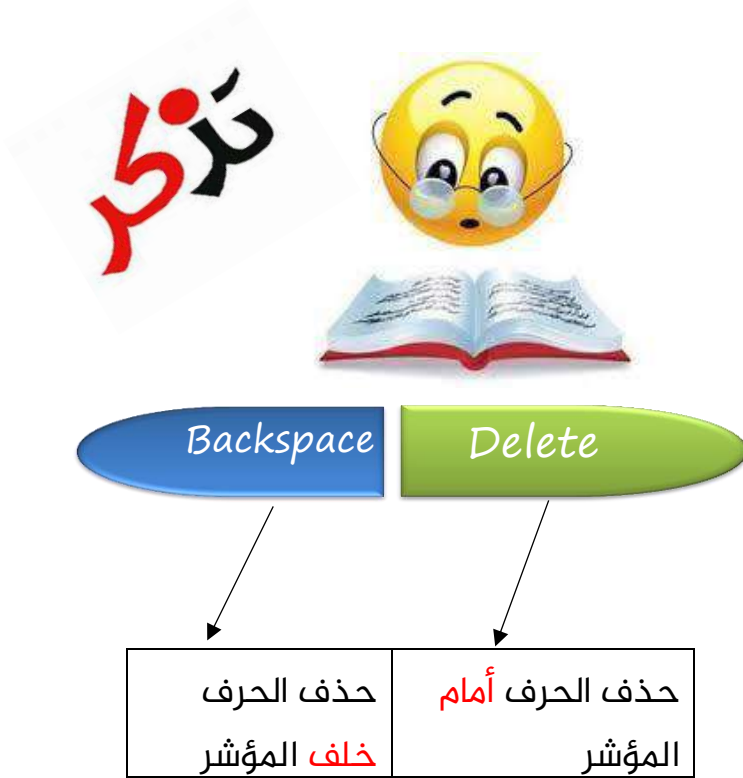 تذكر
Backspace
Delete
حذف الحرف أمام
المؤشر
حذف الحرف
خلف المؤشر